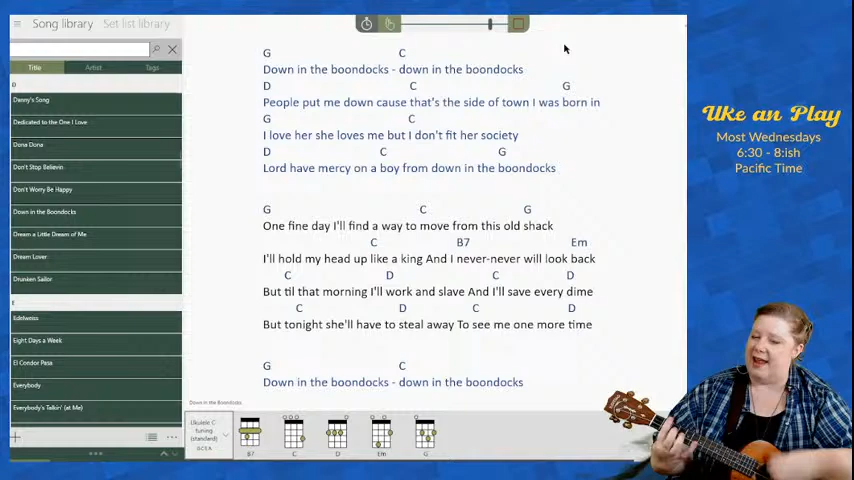 Song library Set list library
Title Artist Tags
D
Danny's Song
Dedicated to the One I Love
Dona Dona
Don't Stop Believin
Don't Worry Be Happy
Down in the Boondocks
Dream a Little Dream of Me
Dream Lover
Drunken Sailor
E
Edelweiss
Eight Days a Week
El Condor Pasa
Everybody
Everybody's Talkin' (at Me)
G C
Down in the boondocks - down in the boondocks
D C G
People put me down cause that's the side of town I was born in
G C
I love her she loves me but I don't fit her society
D C G
Lord have mercy on a boy from down in the boondocks
G C G
One fine day I'll find a way to move from this old shack
C B7 Em
I'll hold my head up like a king And I never-never will look back
C D C D
But til that morning I'll work and slave And I'll save every dime
C D C D
But tonight she'll have to steal away To see me one more time
G C
Down in the boondocks - down in the boondocks
Down in the Boondocks
Ukulele C
tuning
(standard)
GCEA
B7 C D Em G
Uke an Play
Most Wednesdays
6:30 - 8:ish
Pacific Time